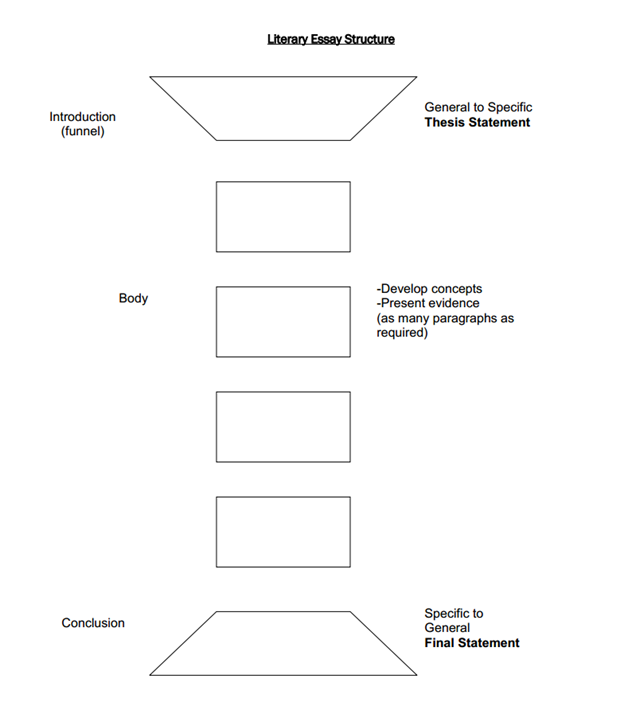 Literary Essay Structure
Introduction
(funnel)
General to Specific
Thesis Statement
Body
-Develop concepts
-Present evidence
(as many paragraphs as
required)
Conclusion
Specific to
General
Final Statement